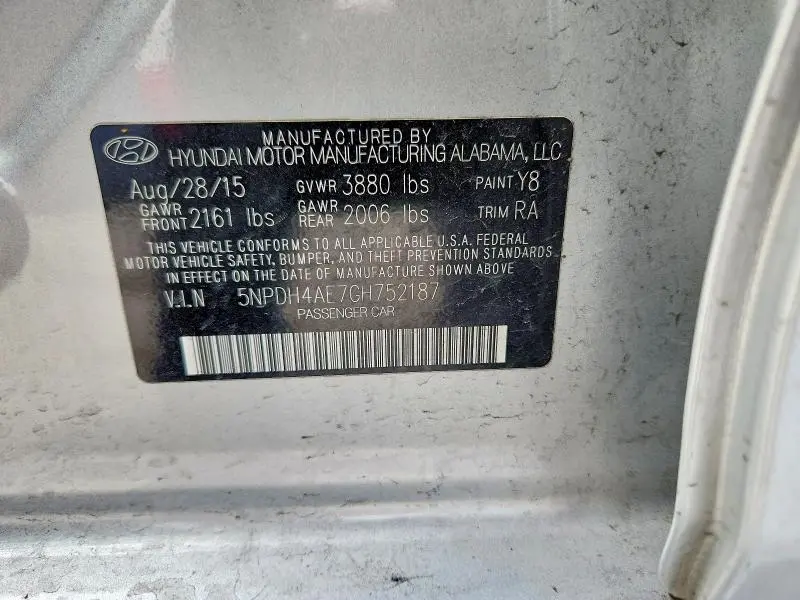 MANUFACTURED BY
HYUNDAI MOTOR MANUFACTURING ALABAMA, LLC
Aug/28/15 GVWR 3880 lbs PAINT Y8
GAWR FRONT 2161 lbs GAWR REAR 2006 lbs TRIM RA
THIS VEHICLE CONFORMS TO ALL APPLICABLE U.S.A. FEDERAL
MOTOR VEHICLE SAFETY, BUMPER, AND THEFT PREVENTION STANDARDS
IN EFFECT ON THE DATE OF MANUFACTURE SHOWN ABOVE
V.I.N 5NPDH4AE7GH752187
PASSENGER CAR